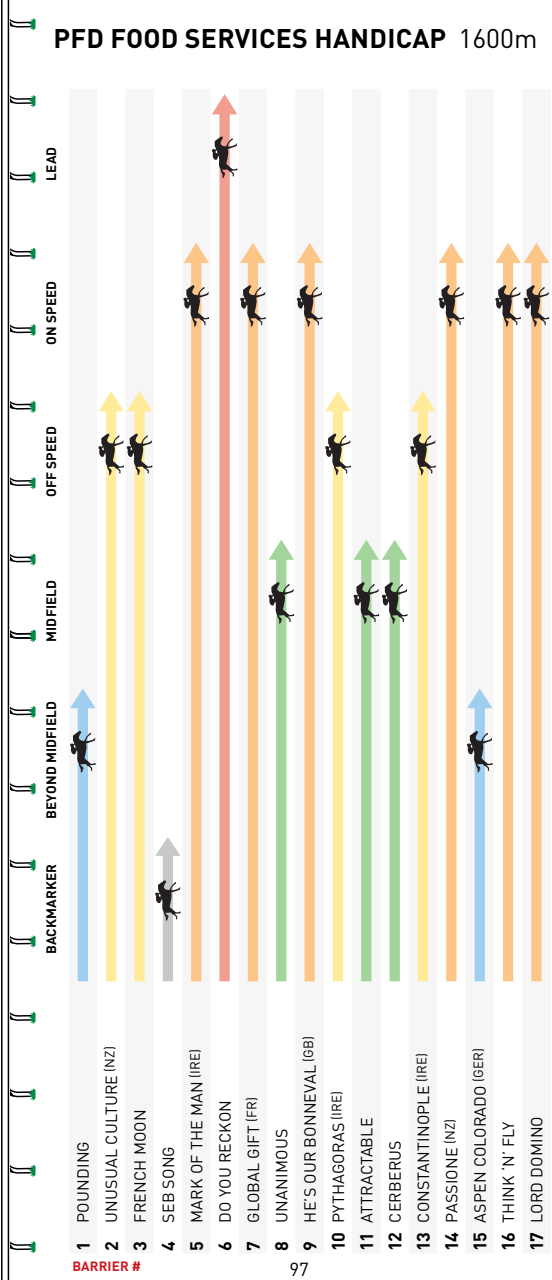 PFD FOOD SERVICES HANDICAP 1600m
LEAD
ON SPEED
OFF SPEED
MIDFIELD
BEYOND MIDFIELD
BACKMARKER
1 POUNDING
2 UNUSUAL CULTURE (NZ)
3 FRENCH MOON
4 SEB SONG
5 MARK OF THE MAN (IRE)
6 DO YOU RECKON
7 GLOBAL GIFT (FR)
8 UNANIMOUS
9 HE'S OUR BONNEVAL (GB)
10 PYTHAGORAS (IRE)
11 ATTRACTABLE
12 CERBERUS
13 CONSTANTINOPLE (IRE)
14 PASSIONE (NZ)
15 ASPEN COLORADO (GER)
16 THINK 'N' FLY
17 LORD DOMINO
BARRIER #
97